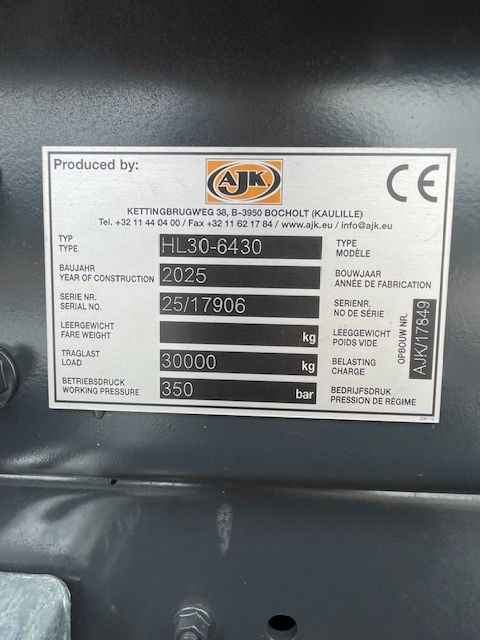 Produced by:
AJK
CE
KETTINGBRUGWEG 38, B-3950 BOCHOLT (KAULILLE)
Tel. +32 11 44 04 00 / Fax +32 11 62 17 84 / www.ajk.eu / info@ajk.eu
TYP
TYPE.
HL30-6430
TYPE
MODÈLE
BAUJAHR
YEAR OF CONSTRUCTION
2025
BOUWJAAR
ANNÉE DE FABRICATION
SERIE NR.
SERIAL NO.
25/17906
SERIENR.
NO DE SÉRIE
LEERGEWICHT
FARE WEIGHT
kg
LEEGGEWICHT
POIDS VIDE
TRAGLAST
LOAD
30000
kg
BELASTING
CHARGE
BETRIEBSDRUCK
WORKING PRESSURE
350
bar
BEDRIJFSDRUK
PRESSION DE RÉGIME
OPBOUW NR.
AJK/17849